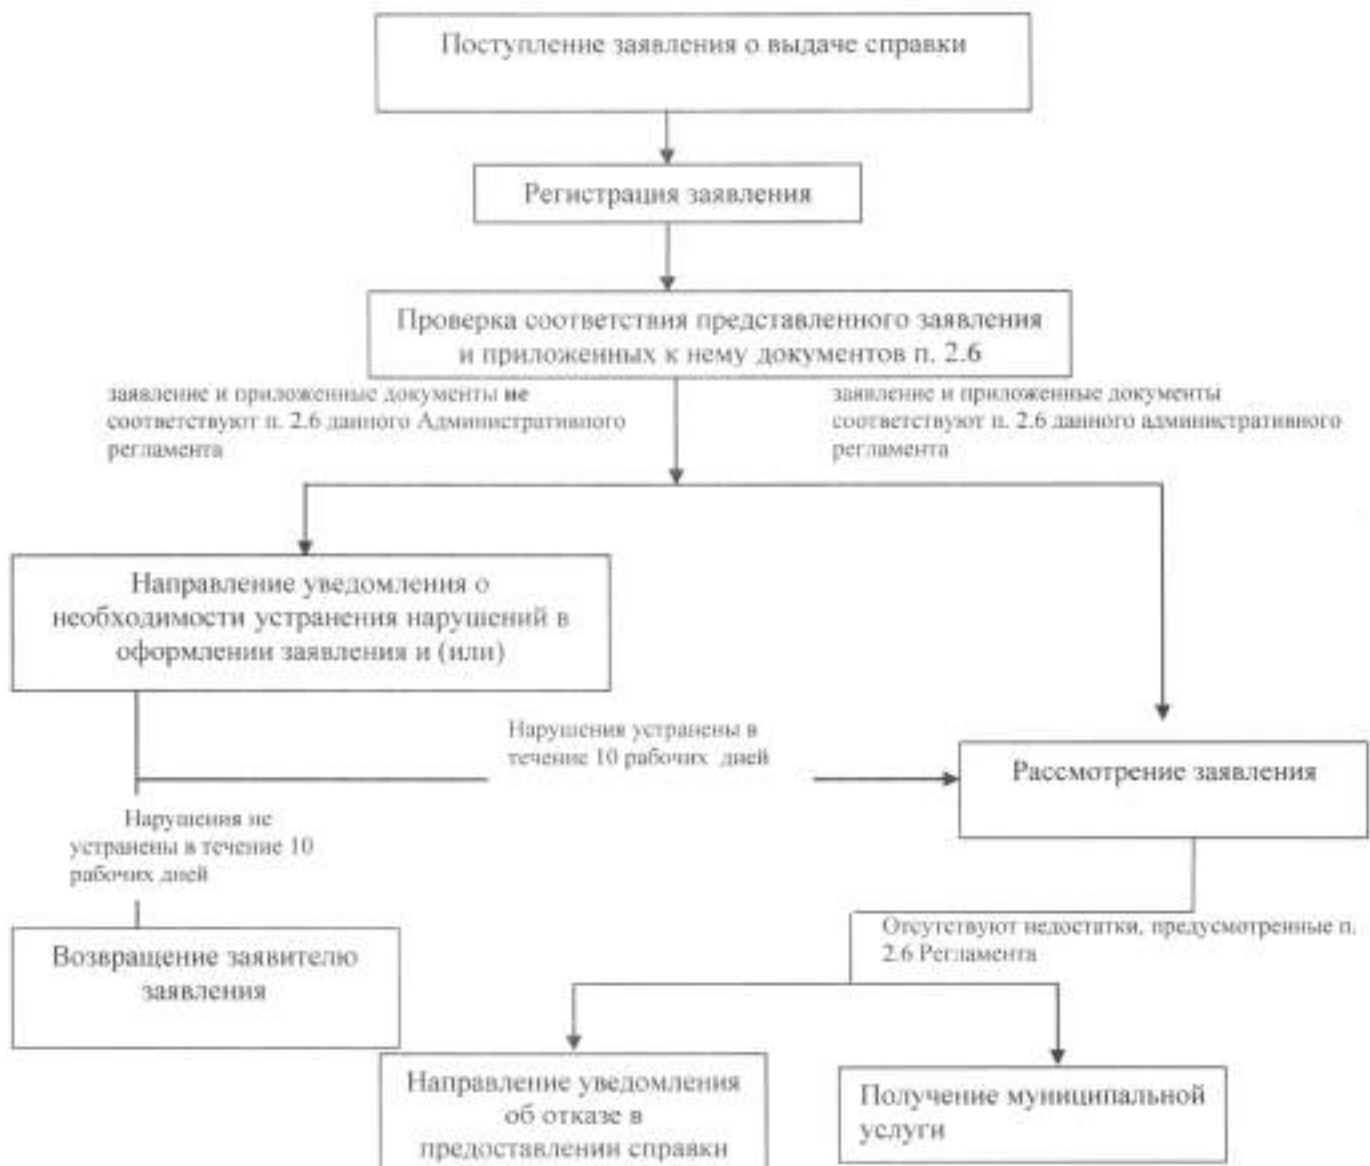 Поступление заявления о выдаче справки
Регистрация заявления
Проверка соответствия представленного заявления
и приложенных к нему документов п. 2.6
заявление и приложенные документы не
соответствуют п. 2.6 данного Административного
регламента
заявление и приложенные документы
соответствуют п. 2.6 данного административного
регламента
Направление уведомления о
необходимости устранения нарушений в
оформлении заявления и (или)
Нарушения устранены в
течение 10 рабочих дней
Рассмотрение заявления
Нарушения не
устранены в течение 10
рабочих дней
Отсутствуют недостатки, предусмотренные п.
2.6 Регламента
Возвращение заявителю
заявления
Направление уведомления
об отказе в
предоставлении справки
Получение муниципальной
услуги